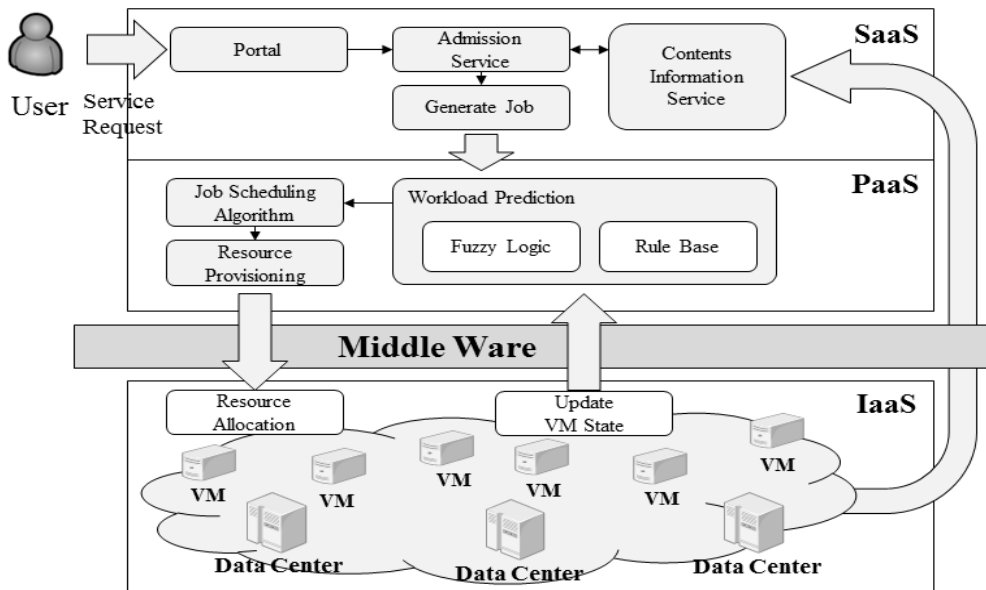 SaaS
Portal
Admission
Service
Contents
Information
Service
User
Service
Request
Generate Job
PaaS
Job Scheduling
Algorithm
Workload Prediction
Fuzzy Logic
Rule Base
Resource
Provisioning
Middle Ware
IaaS
Resource
Allocation
Update
VM State
VM
VM
VM
VM
VM
VM
Data Center
Data Center
Data Center